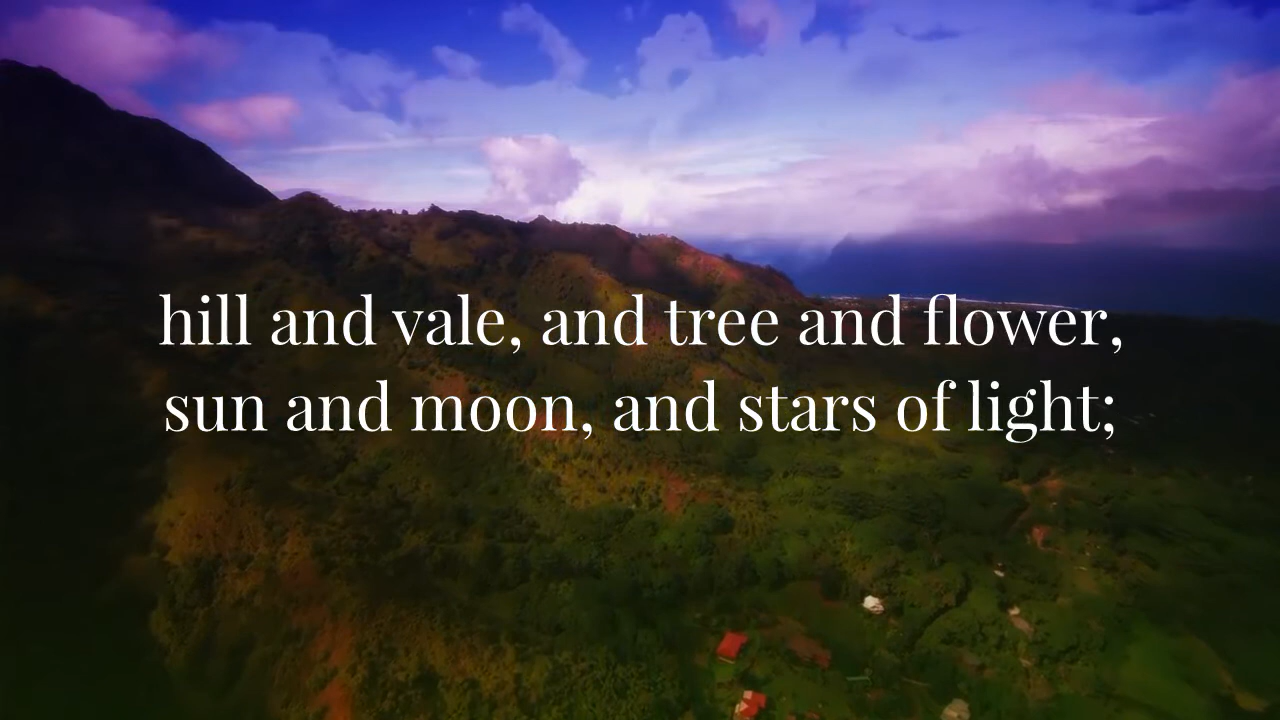 hill and vale, and tree and flower,
sun and moon, and stars of light;